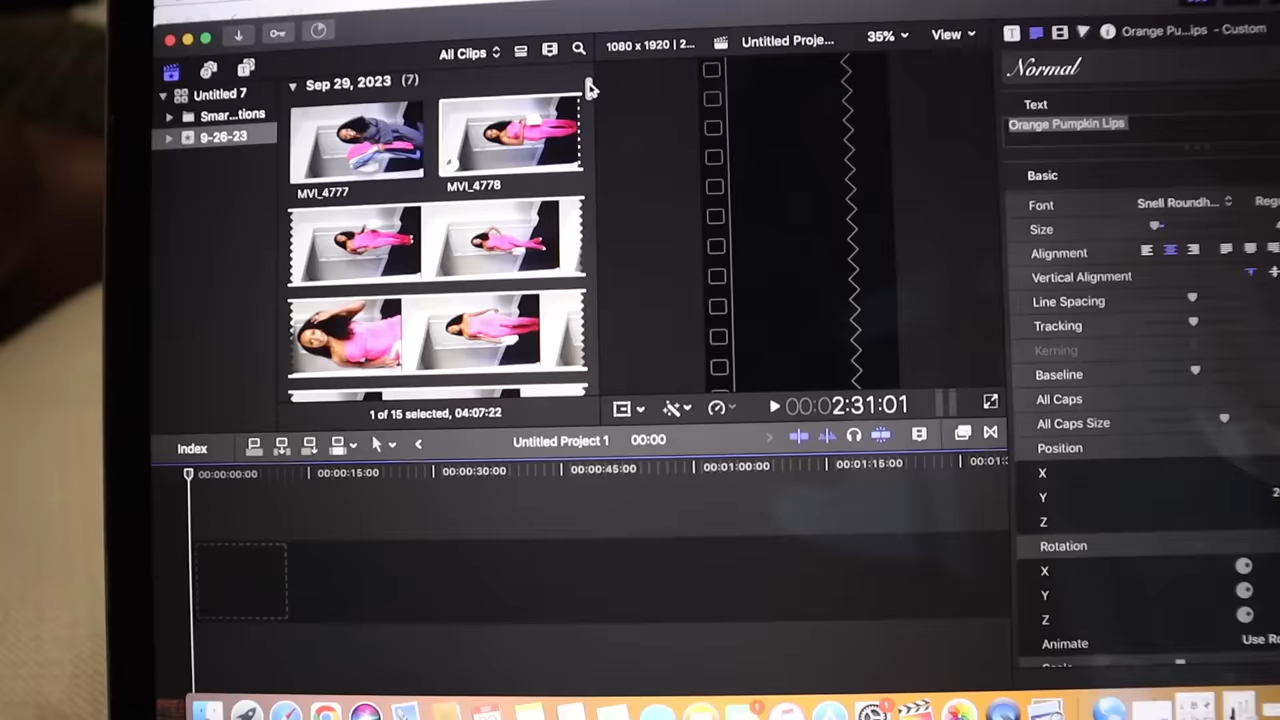 All Clips
1080 x 1920 | 2...
Untitled Proje...
35%
View
T
Orange Pu...ips - Custom
Untitled 7
Smar...tions
9-26-23
Sep 29, 2023 (7)
MVI_4777
MVI_4778
1 of 15 selected, 04:07:22
00:02:31:01
Normal
Text
Orange Pumpkin Lips
Basic
Font
Snell Roundh...
Size
Alignment
Vertical Alignment
Line Spacing
Tracking
Kerning
Baseline
All Caps
All Caps Size
Position
X
Y
Z
Rotation
X
Y
Z
Animate
Index
Untitled Project 1
00:00
00:00:00:00
00:00:15:00
00:00:30:00
00:00:45:00
00:01:00:00
00:01:15:00